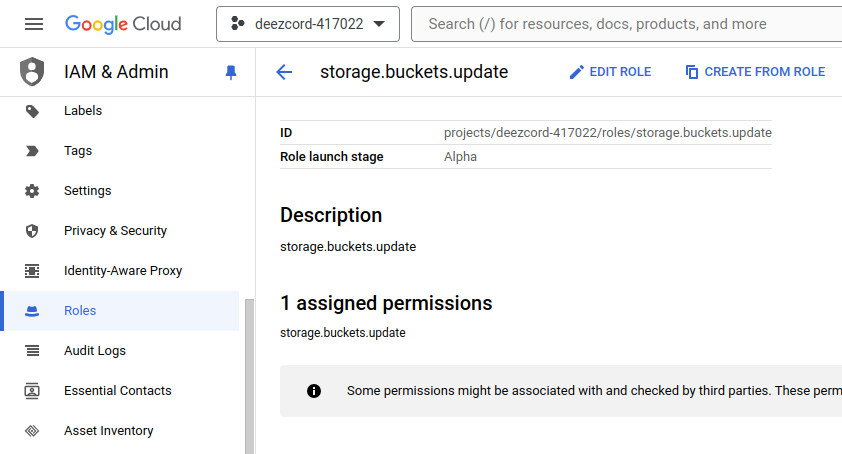 Google Cloud
deezcord-417022
Search (/) for resources, docs, products, and more
IAM & Admin
storage.buckets.update
EDIT ROLE
CREATE FROM ROLE
Labels
Tags
Settings
Privacy & Security
Identity-Aware Proxy
Roles
Audit Logs
Essential Contacts
Asset Inventory
ID projects/deezcord-417022/roles/storage.buckets.update
Role launch stage Alpha
Description
storage.buckets.update
1 assigned permissions
storage.buckets.update
Some permissions might be associated with and checked by third parties. These perm